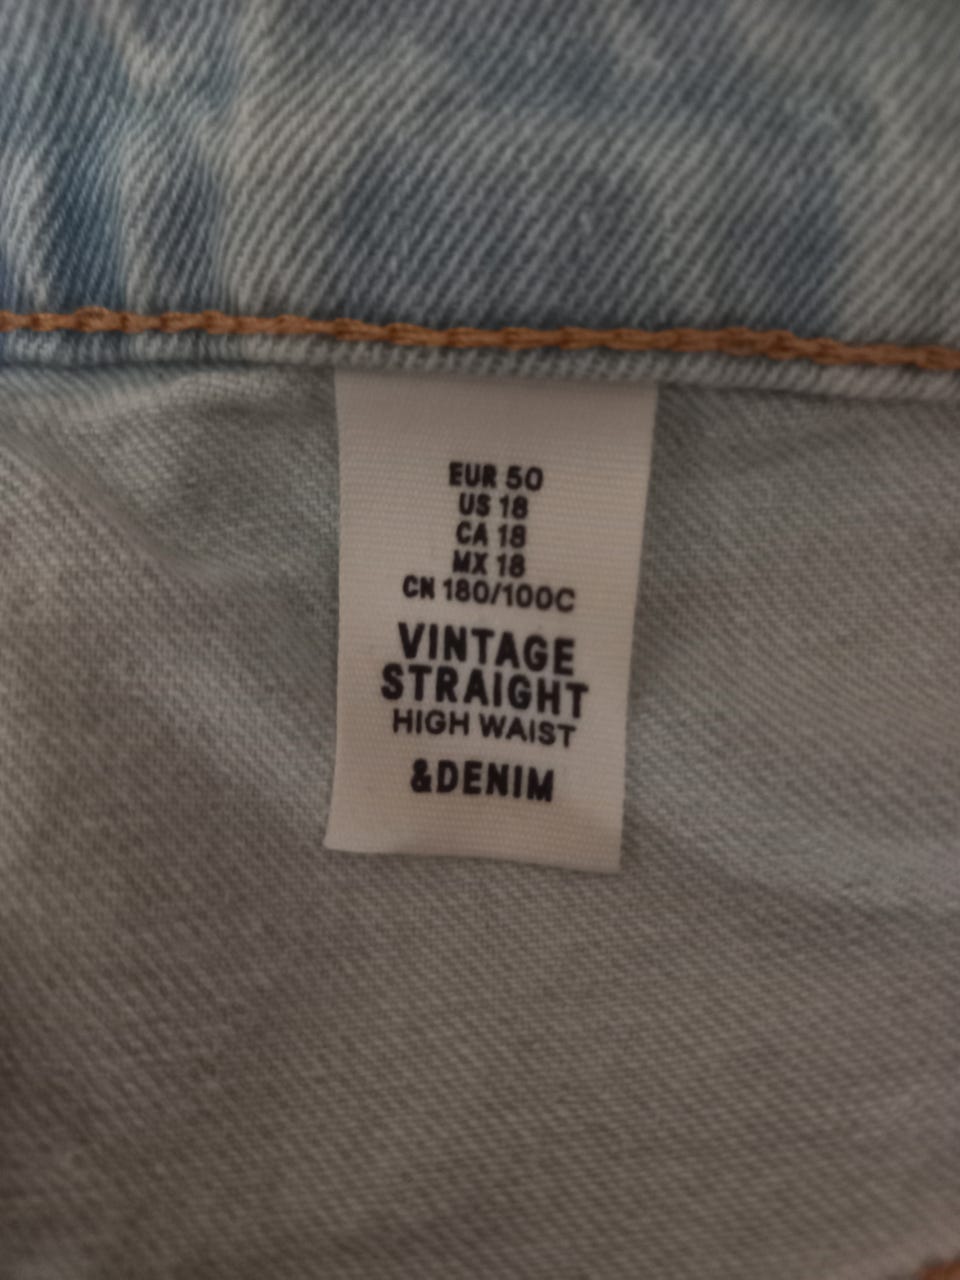 EUR 50
US 18
CA 18
MX 18
CN 180/100C
VINTAGE
STRAIGHT
HIGH WAIST
&DENIM